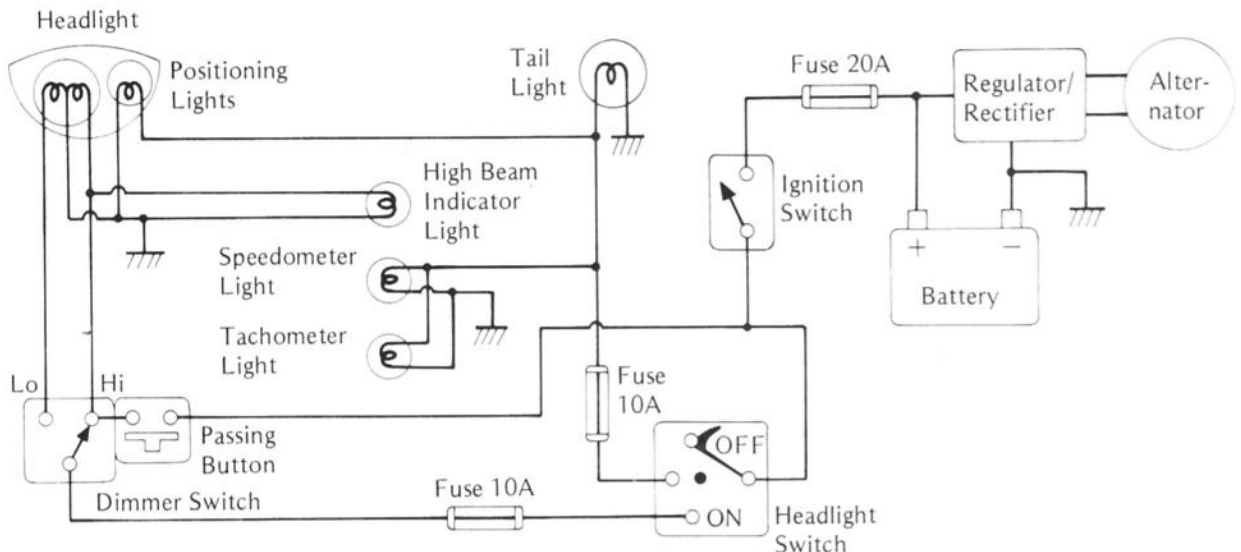 Headlight
Positioning
Lights
Tail
Light
Fuse 20A
Regulator/
Rectifier
Alter-
nator
High Beam
Indicator
Light
Ignition
Switch
Speedometer
Light
+
−
Battery
Tachometer
Light
Fuse
10A
Lo
Hi
Passing
Button
OFF
Dimmer Switch
Fuse 10A
ON
Headlight
Switch